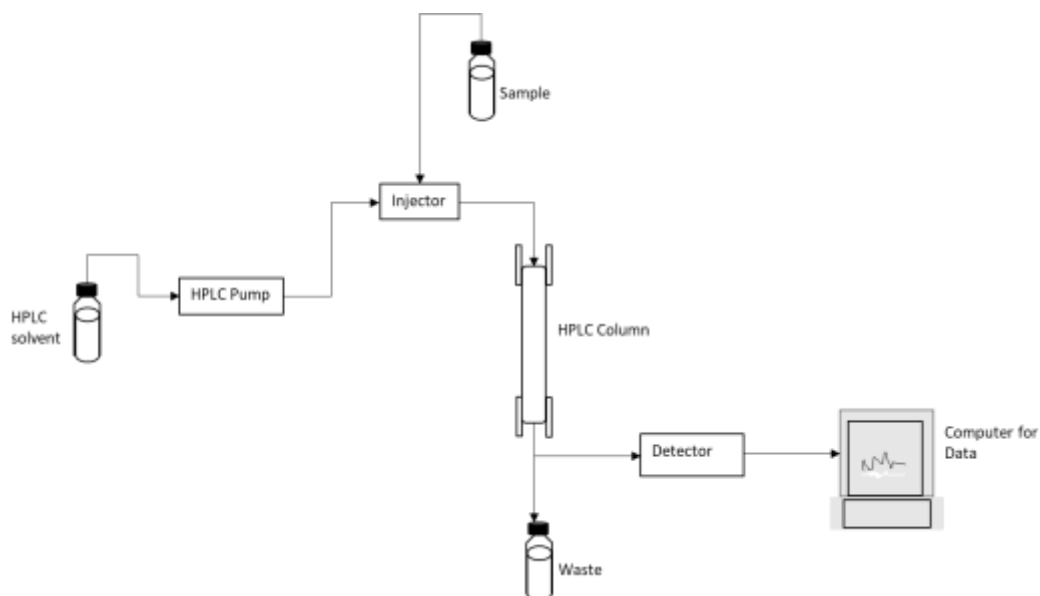 Sample
Injector
HPLC Pump
HPLC
solvent
HPLC Column
Detector
Computer for
Data
Waste